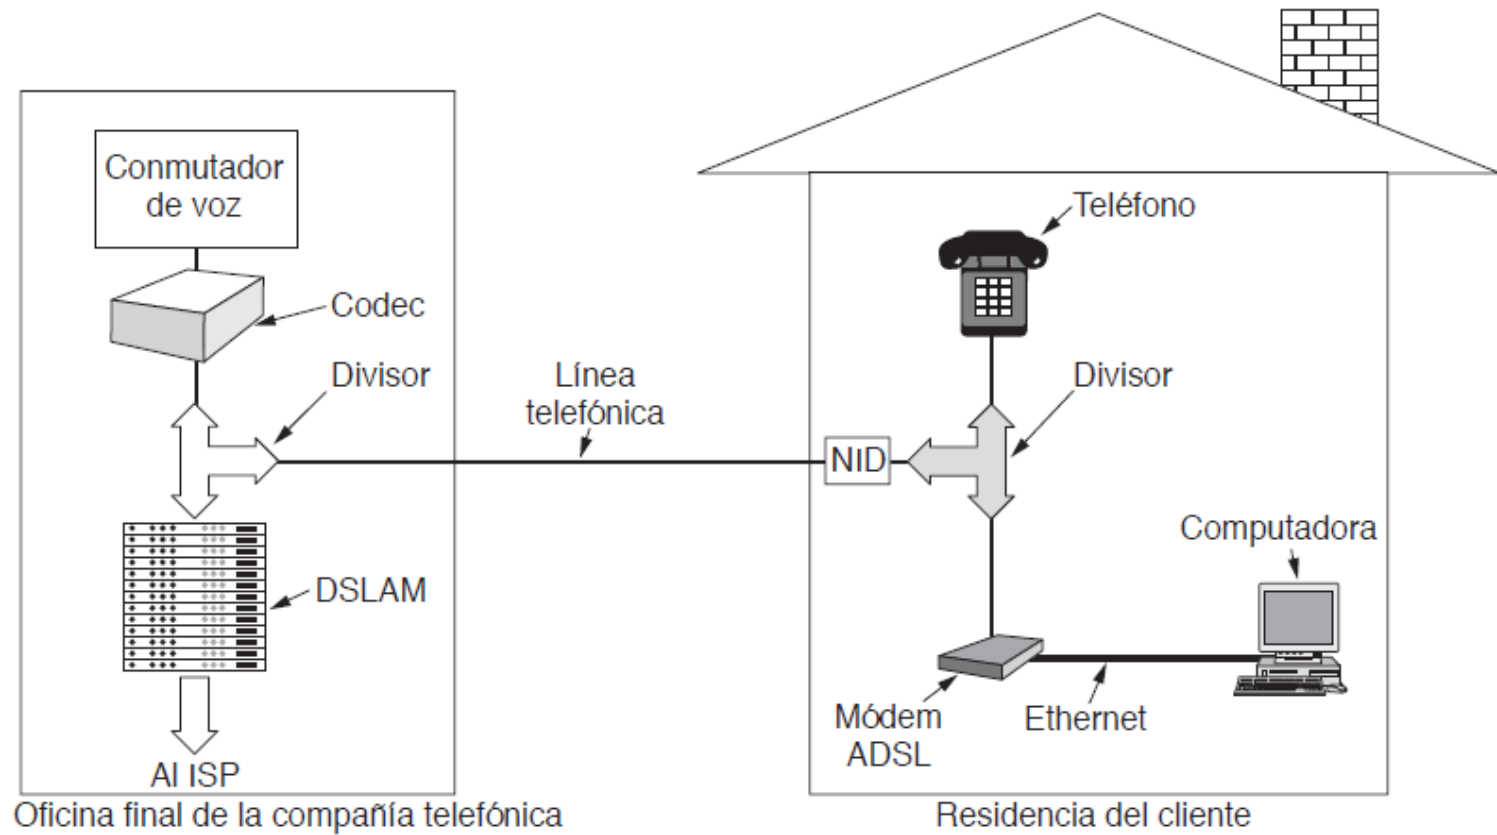 Conmutador
de voz
Codec
Divisor
DSLAM
Al ISP
Oficina final de la compañía telefónica
Línea
telefónica
Teléfono
Divisor
NID
Computadora
Módem
ADSL
Ethernet
Residencia del cliente